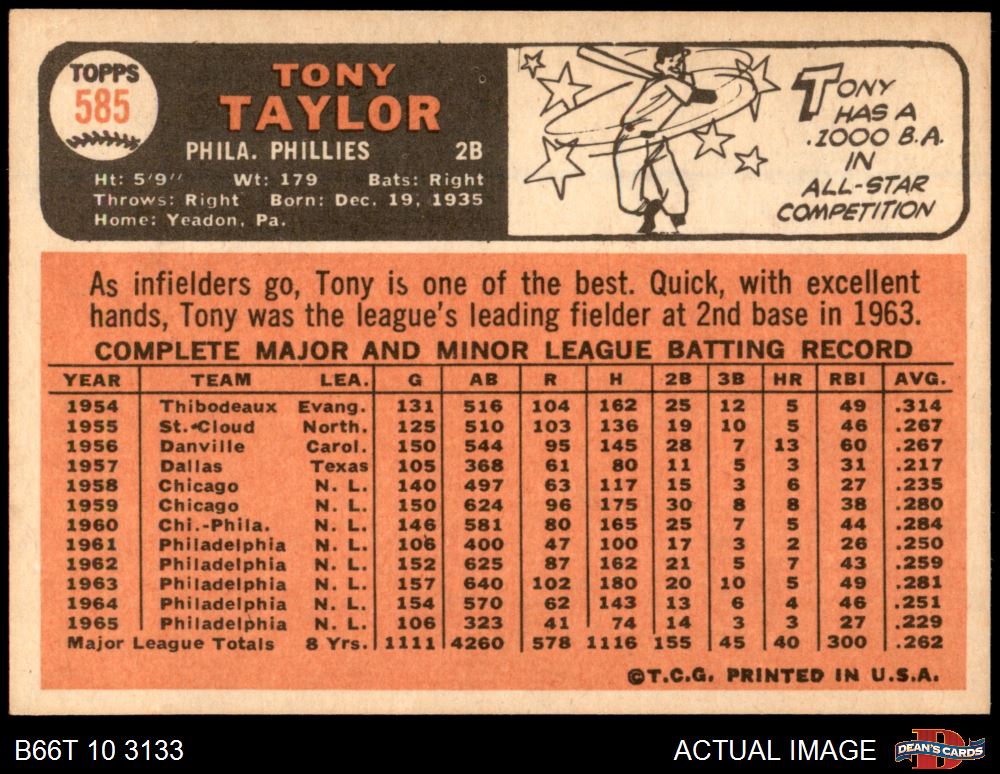 TOPPS
585
TONY
TAYLOR
PHILA. PHILLIES 2B
Ht: 5'9" Wt: 179 Bats: Right
Throws: Right Born: Dec. 19, 1935
Home: Yeadon, Pa.
TONY
HAS A
.1000 B.A.
IN
ALL-STAR
COMPETITION
As infielders go, Tony is one of the best. Quick, with excellent
hands, Tony was the league's leading fielder at 2nd base in 1963.
COMPLETE MAJOR AND MINOR LEAGUE BATTING RECORD
YEAR TEAM LEA. G AB R H 2B 3B HR RBI AVG.
1954 Thibodeaux Evang. 131 516 104 162 25 12 5 49 .314
1955 St. Cloud North. 125 510 103 136 19 10 5 46 .267
1956 Danville Carol. 150 544 95 145 28 7 13 60 .267
1957 Dallas Texas 105 368 61 80 11 5 3 31 .217
1958 Chicago N. L. 140 497 63 117 15 3 6 27 .235
1959 Chicago N. L. 150 624 96 175 30 8 8 38 .280
1960 Chi.-Phila. N. L. 146 581 80 165 25 7 5 44 .284
1961 Philadelphia N. L. 106 400 47 100 17 3 2 26 .250
1962 Philadelphia N. L. 152 625 87 162 21 5 7 43 .259
1963 Philadelphia N. L. 157 640 102 180 20 10 5 49 .281
1964 Philadelphia N. L. 154 570 62 143 13 6 4 46 .251
1965 Philadelphia N. L. 106 323 41 74 14 3 3 27 .229
Major League Totals 8 Yrs. 1111 4260 578 1116 155 45 40 300 .262
©T.C.G. PRINTED IN U.S.A.
B66T 10 3133 ACTUAL IMAGE
D
DEAN'S CARDS